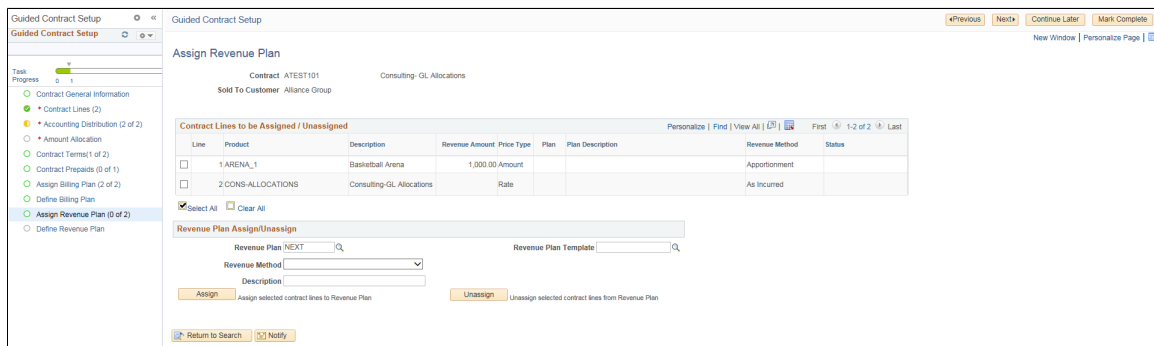 Guided Contract Setup
Guided Contract Setup
Task Progress
0 1
Contract General Information
* Contract Lines (2)
* Accounting Distribution (2 of 2)
* Amount Allocation
Contract Terms(1 of 2)
Contract Prepaids (0 of 1)
Assign Billing Plan (2 of 2)
Define Billing Plan
Assign Revenue Plan (0 of 2)
Define Revenue Plan
Guided Contract Setup
Previous Next Continue Later Mark Complete
New Window | Personalize Page |
Assign Revenue Plan
Contract ATEST101 Consulting- GL Allocations
Sold To Customer Alliance Group
Contract Lines to be Assigned / Unassigned Personalize | Find | View All | First 1-2 of 2 Last
Line Product Description Revenue Amount Price Type Plan Plan Description Revenue Method Status
1 ARENA_1 Basketball Arena 1,000.00 Amount Apportionment
2 CONS-ALLOCATIONS Consulting-GL Allocations Rate As Incurred
Select All Clear All
Revenue Plan Assign/Unassign
Revenue Plan NEXT Revenue Plan Template
Revenue Method
Description
Assign Assign selected contract lines to Revenue Plan Unassign Unassign selected contract lines from Revenue Plan
Return to Search Notify